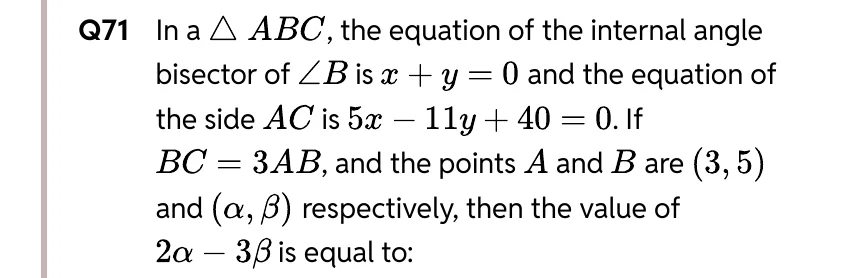 Q71 In a △ ABC, the equation of the internal angle
bisector of ∠B is x + y = 0 and the equation of
the side AC is 5x − 11y + 40 = 0. If
BC = 3AB, and the points A and B are (3, 5)
and (α, β) respectively, then the value of
2α − 3β is equal to: